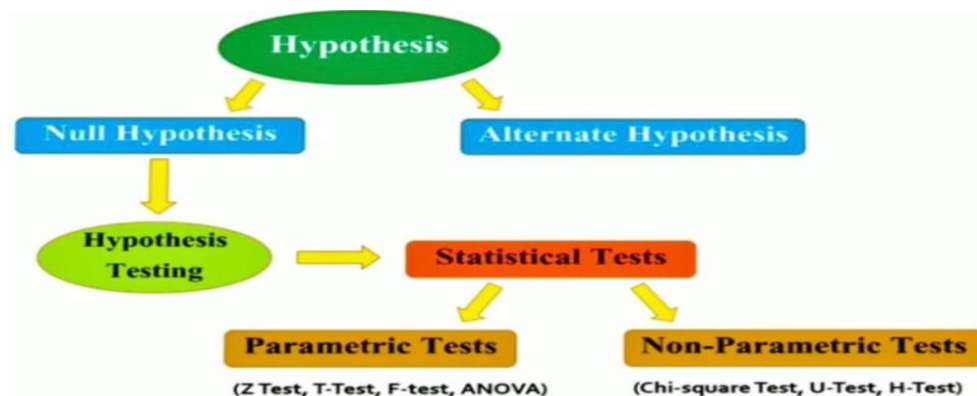 Hypothesis
Null Hypothesis
Alternate Hypothesis
Hypothesis
Testing
Statistical Tests
Parametric Tests
Non-Parametric Tests
(Z Test, T-Test, F-test, ANOVA)
(Chi-square Test, U-Test, H-Test)